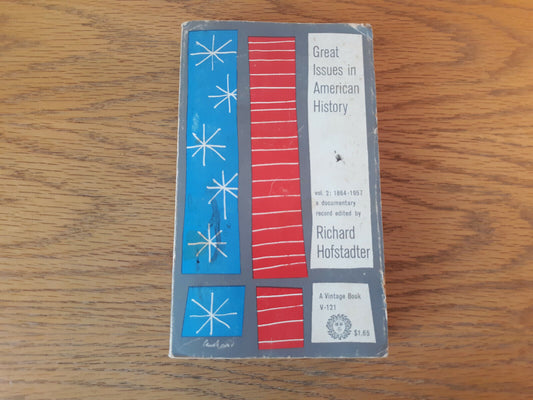 Great
Issues in
American
History
vol. 2: 1864-1957
a documentary
record edited by
Richard
Hofstadter
A Vintage Book
V-121
$1.65